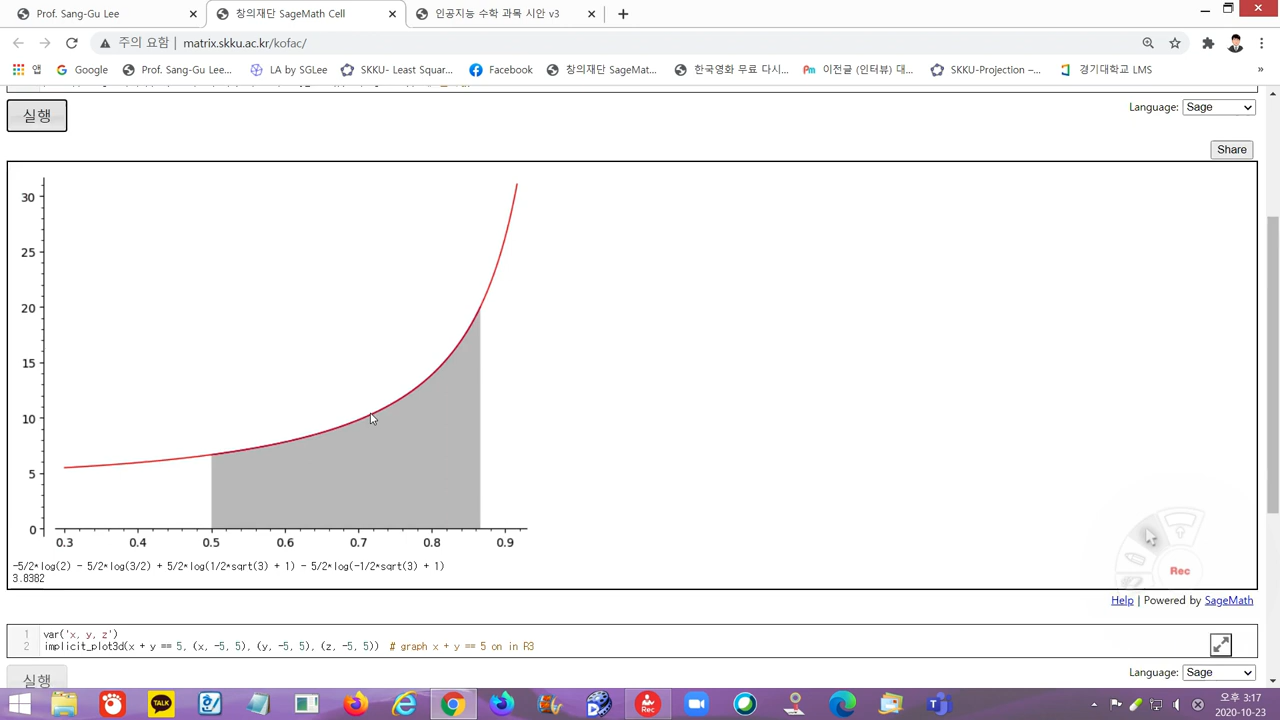 Prof. Sang-Gu Lee
창의재단 SageMath Cell
인공지능 수학 과목 시안 v3
주의 요함
matrix.skku.ac.kr/kofac/
앱
Google
Prof. Sang-Gu Lee...
LA by SGLee
SKKU- Least Squar...
Facebook
창의재단 SageMat...
한국영화 무료 다시...
이전글 (인터뷰) 대...
SKKU-Projection –...
경기대학교 LMS
»
실행
Language: Sage
Share
30
25
20
15
10
5
0
0.3 0.4 0.5 0.6 0.7 0.8 0.9
-5/2*log(2) - 5/2*log(3/2) + 5/2*log(1/2*sqrt(3) + 1) - 5/2*log(-1/2*sqrt(3) + 1)
3.8382
Rec
Help | Powered by SageMath
1 var('x, y, z')
2 implicit_plot3d(x + y == 5, (x, -5, 5), (y, -5, 5), (z, -5, 5)) # graph x + y == 5 on in R3
실행
Language: Sage
TALK
Rec
오후 3:17
2020-10-23